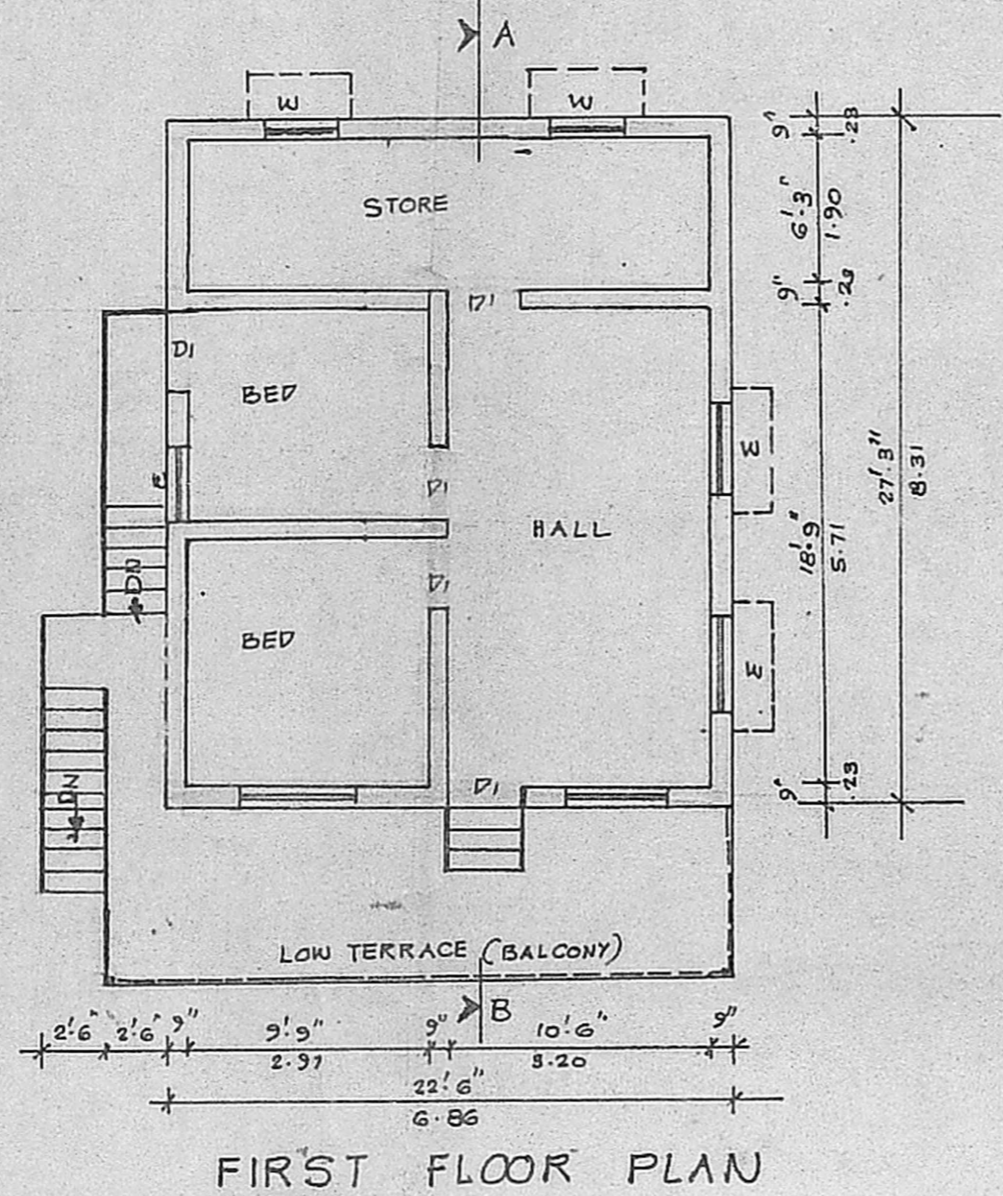 A
W W
9" .23
STORE
6'.3" 1.90
D1
9" .23
D1
BED
W
27'.3" 8.31
D1
HALL
18'.9" 5.71
DN
D1
BED
W
DN
D1
9" .23
LOW TERRACE (BALCONY)
B
2'.6" 2'.6" 9" 9'.9" 9" 10'.6" 9"
2.97 3.20
22'.6"
6.86
FIRST FLOOR PLAN